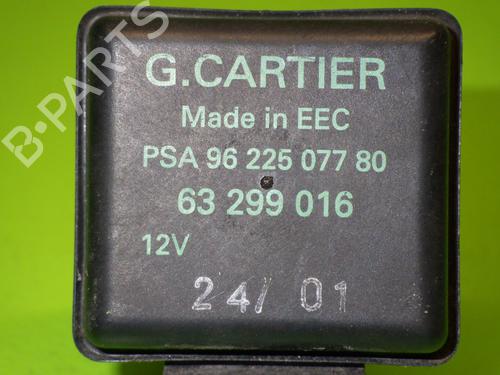 B-PARTS
G.CARTIER
Made in EEC
PSA 96 225 077 80
63 299 016
12V
24/ 01